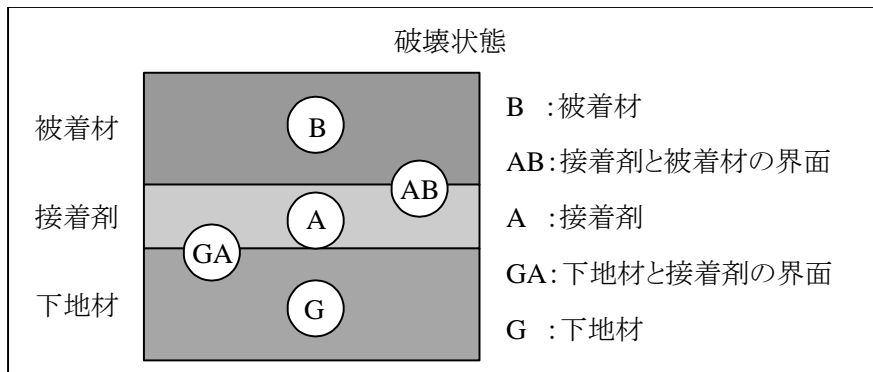 破壊状態
被着材
接着剤
下地材
B
AB
A
GA
G
B :被着材
AB:接着剤と被着材の界面
A :接着剤
GA:下地材と接着剤の界面
G :下地材